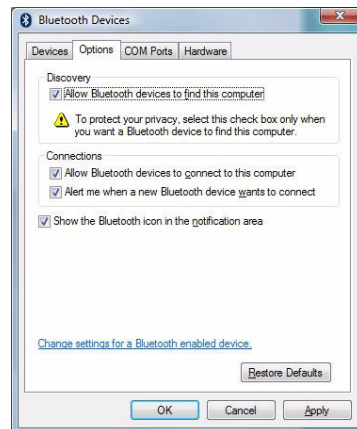 Bluetooth Devices
Devices Options COM Ports Hardware
Discovery
Allow Bluetooth devices to find this computer
To protect your privacy, select this check box only when
you want a Bluetooth device to find this computer.
Connections
Allow Bluetooth devices to connect to this computer
Alert me when a new Bluetooth device wants to connect
Show the Bluetooth icon in the notification area
Change settings for a Bluetooth enabled device.
Restore Defaults
OK Cancel Apply